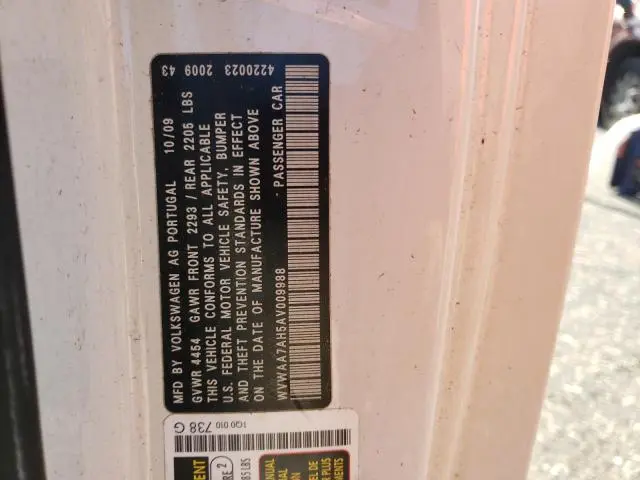 MFD BY VOLKSWAGEN AG PORTUGAL 10/09 2009 43
GVWR 4454 GAWR FRONT 2293 / REAR 2205 LBS
THIS VEHICLE CONFORMS TO ALL APPLICABLE
U.S. FEDERAL MOTOR VEHICLE SAFETY, BUMPER 4220023
AND THEFT PREVENTION STANDARDS IN EFFECT
ON THE DATE OF MANUFACTURE SHOWN ABOVE
WVWAA7AH5AV009988 - PASSENGER CAR
1Q0 010 738 G
2
LBS